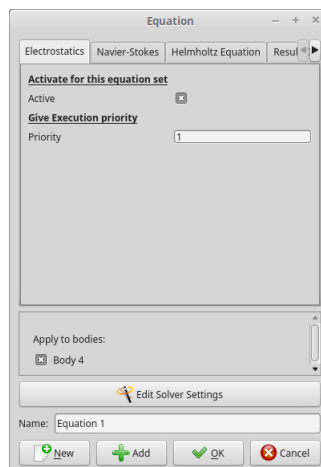 Equation
Electrostatics Navier-Stokes Helmholtz Equation Resul
Activate for this equation set
Active
Give Execution priority
Priority 1
Apply to bodies:
Body 4
Edit Solver Settings
Name: Equation 1
New Add OK Cancel